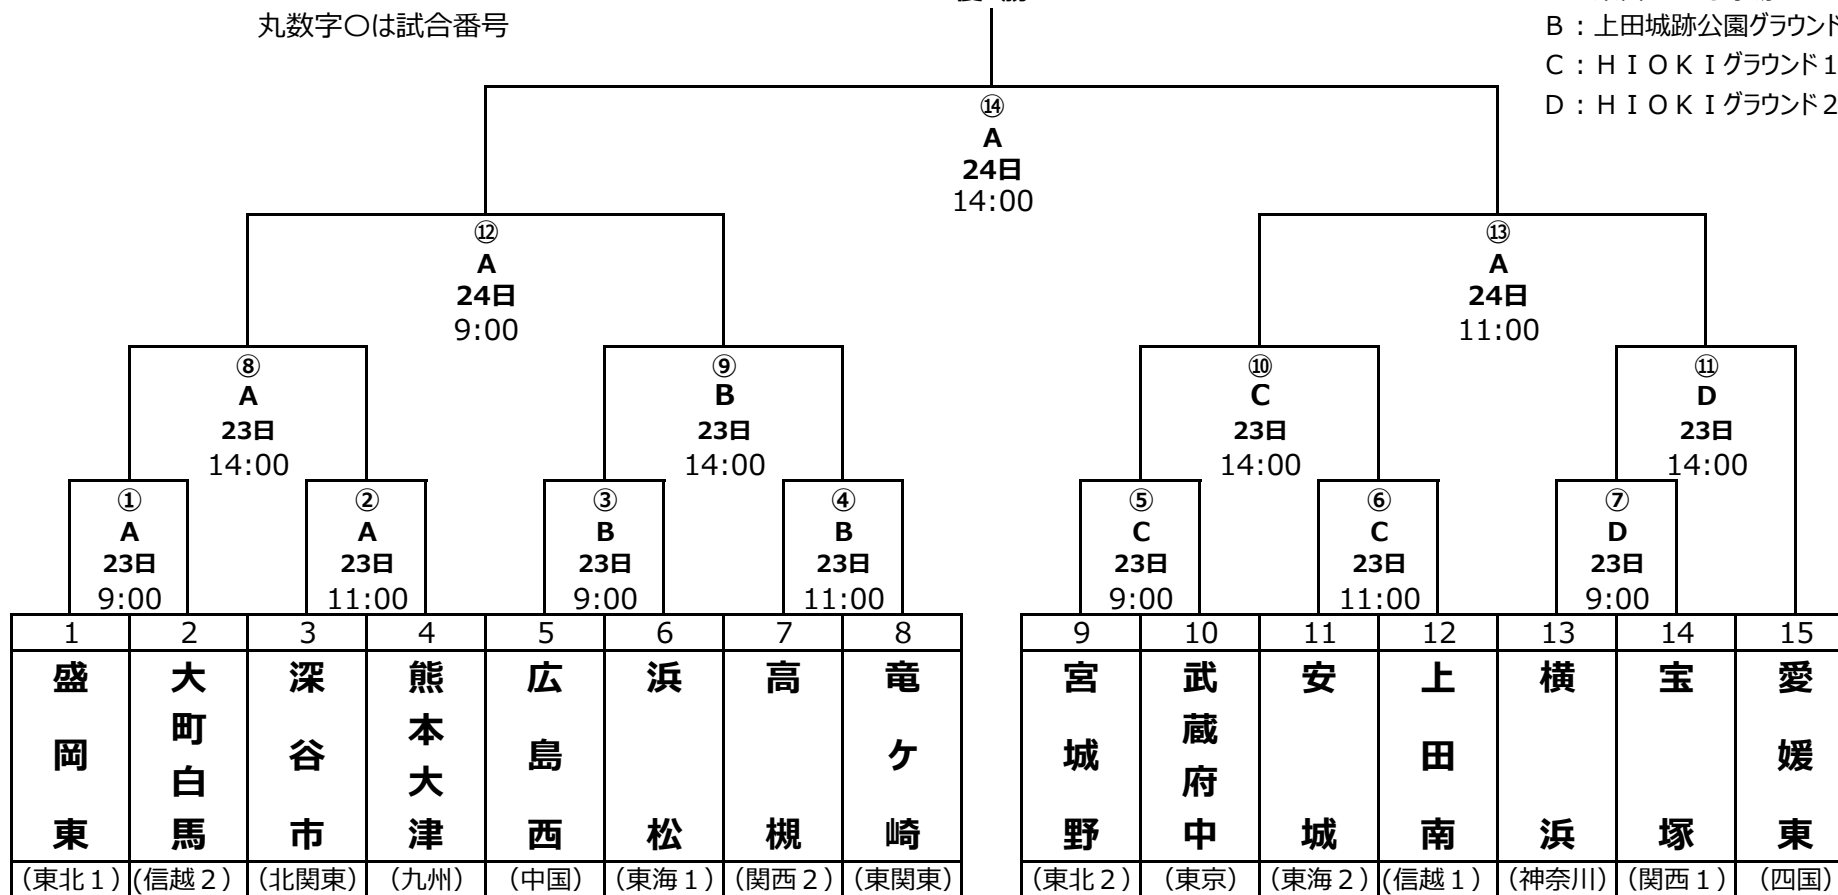 丸数字〇は試合番号
B：上田城跡公園グラウンド
C：ＨＩＯＫＩグラウンド１
D：ＨＩＯＫＩグラウンド２
⑭
A
24日
14:00
⑫
A
24日
9:00
⑬
A
24日
11:00
⑧
A
23日
14:00
⑨
B
23日
14:00
⑩
C
23日
14:00
⑪
D
23日
14:00
①
A
23日
9:00
②
A
23日
11:00
③
B
23日
9:00
④
B
23日
11:00
⑤
C
23日
9:00
⑥
C
23日
11:00
⑦
D
23日
9:00
1 2 3 4 5 6 7 8 9 10 11 12 13 14 15
盛岡東
大町白馬
深谷市
熊本大津
広島西
浜松
高槻
竜ケ崎
宮城野
武蔵府中
安城
上田南
横浜
宝塚
愛媛東
（東北１） （信越２） （北関東） （九州） （中国） （東海１） （関西２） （東関東） （東北２） （東京） （東海２） （信越１） （神奈川） （関西１） （四国）